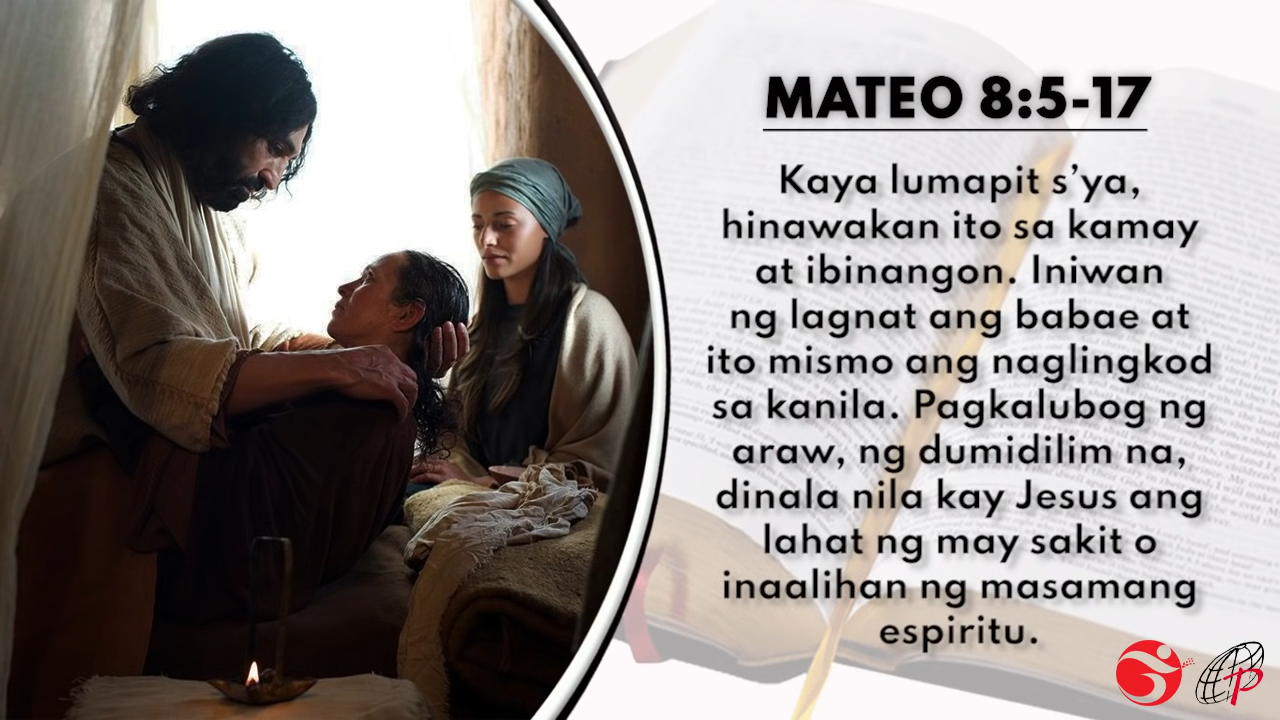 MATEO 8:5-17
Kaya lumapit s’ya,
hinawakan ito sa kamay
at ibinangon. Iniwan
ng lagnat ang babae at
ito mismo ang naglingkod
sa kanila. Pagkalubog ng
araw, ng dumidilim na,
dinala nila kay Jesus ang
lahat ng may sakit o
inaalihan ng masamang
espiritu.